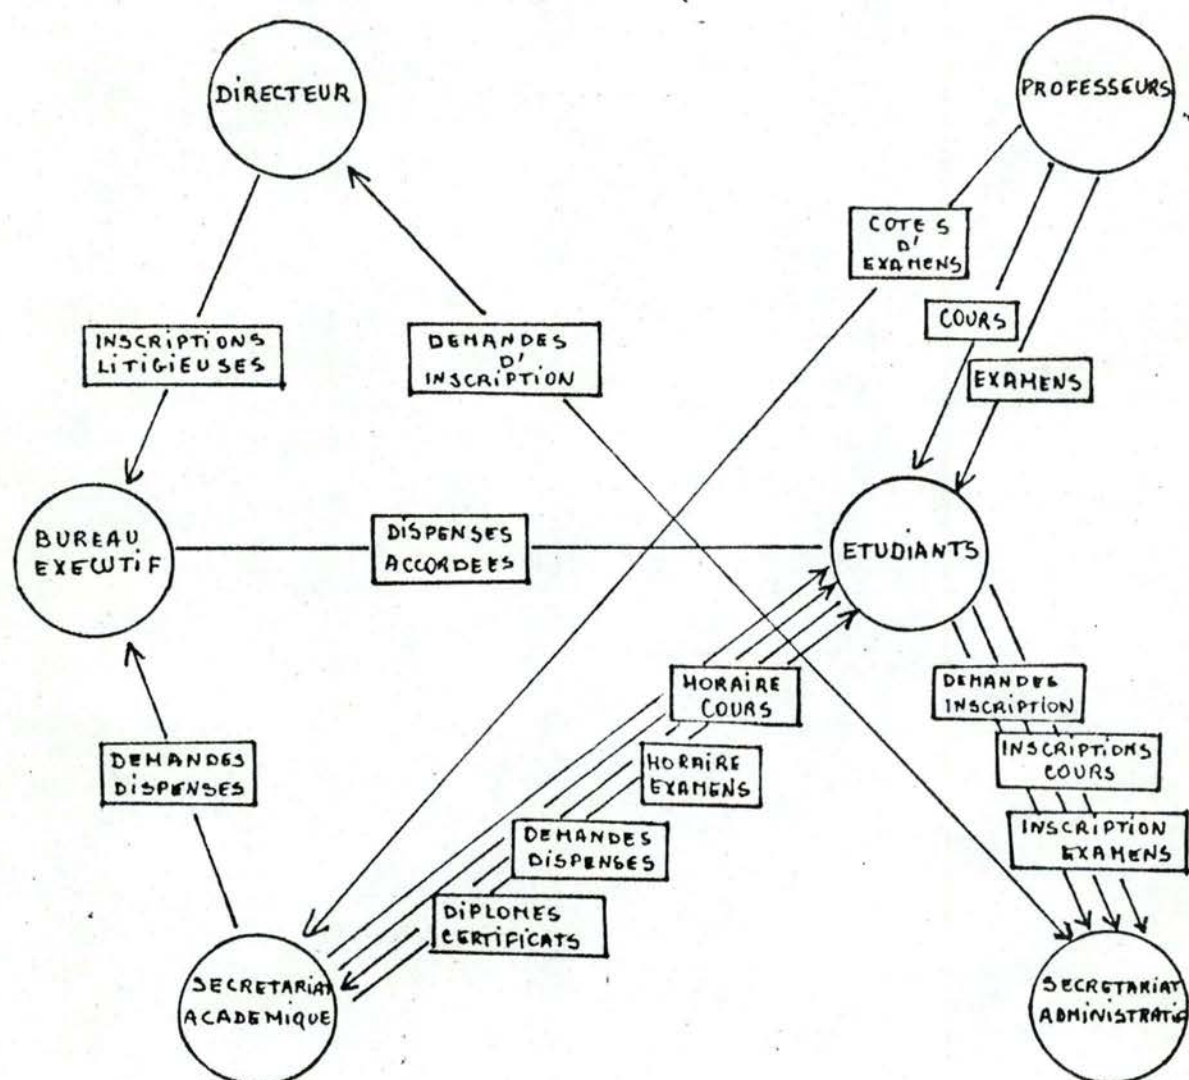 DIRECTEUR
PROFESSEURS
COTES
D'
EXAMENS
COURS
EXAMENS
INSCRIPTIONS
LITIGIEUSES
DEMANDES
D'
INSCRIPTION
BUREAU
EXECUTIF
DISPENSES
ACCORDEES
ETUDIANTS
HORAIRE
COURS
DEMANDES
INSCRIPTION
HORAIRE
EXAMENS
INSCRIPTIONS
COURS
DEMANDES
DISPENSES
DEMANDES
DISPENSES
INSCRIPTION
EXAMENS
DIPLOMES
CERTIFICATS
SECRETARIAT
ACADEMIQUE
SECRETARIAT
ADMINISTRATIF